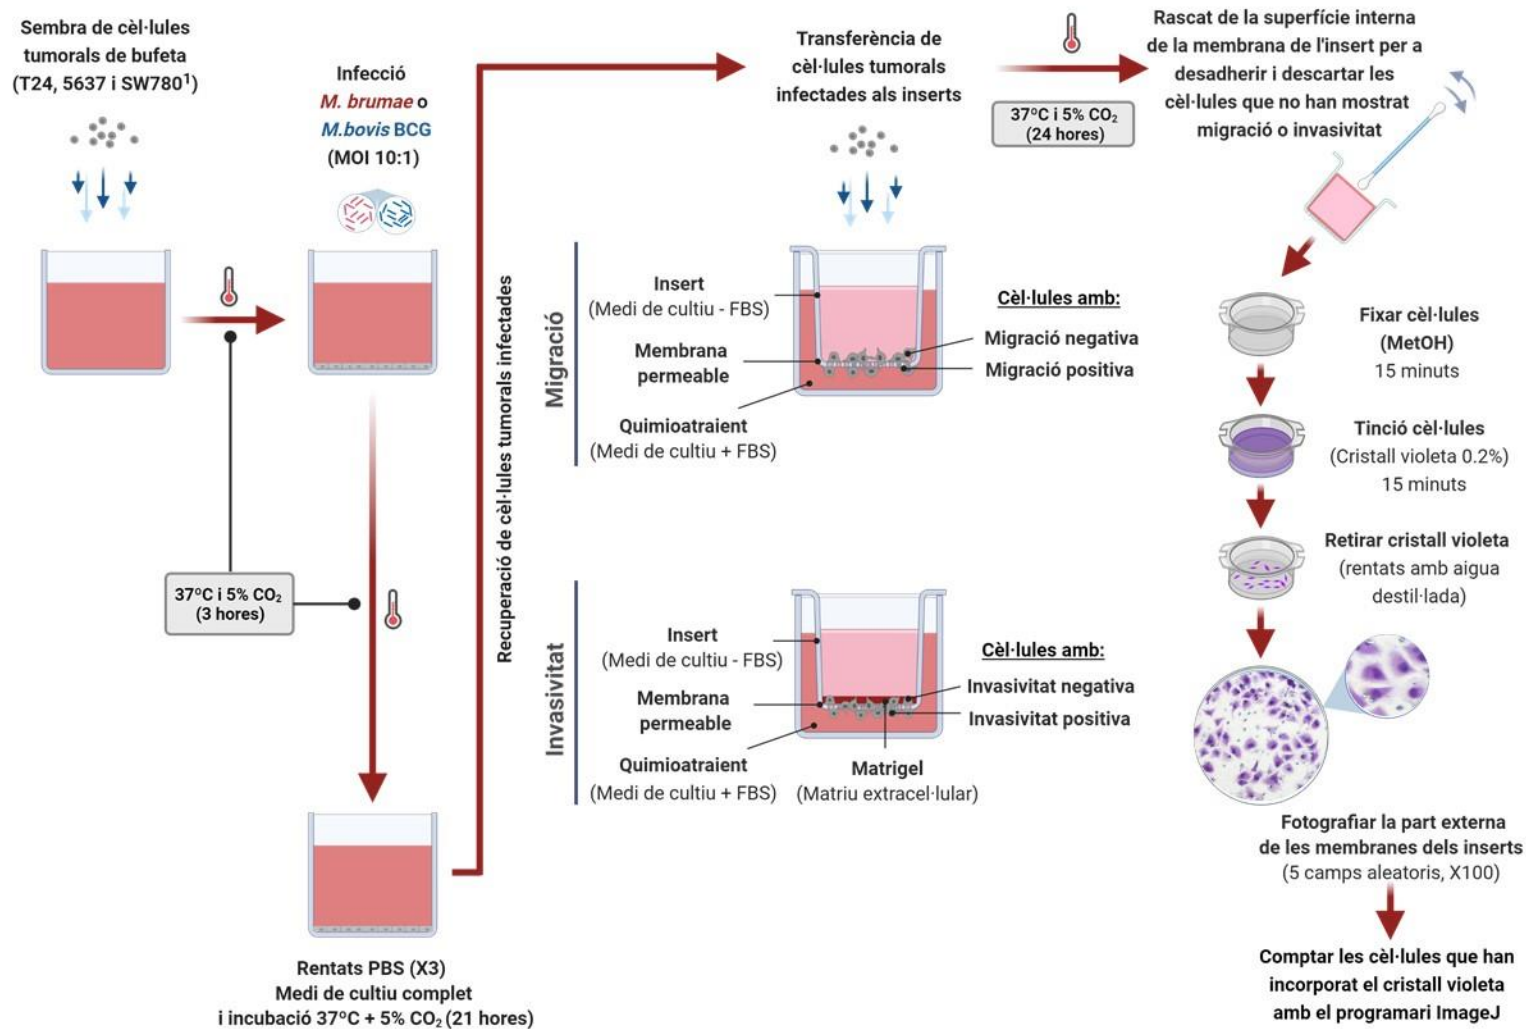 Sembra de cèl·lules
tumorals de bufeta
(T24, 5637 i SW780¹)
Infecció
M. brumae o
M.bovis BCG
(MOI 10:1)
37ºC i 5% CO₂
(3 hores)
Rentats PBS (X3)
Medi de cultiu complet
i incubació 37ºC + 5% CO₂ (21 hores)
Recuperació de cèl·lules tumorals infectades
Transferència de
cèl·lules tumorals
infectades als inserts
37ºC i 5% CO₂
(24 hores)
Migració
Insert
(Medi de cultiu - FBS)
Membrana
permeable
Quimioatraient
(Medi de cultiu + FBS)
Cèl·lules amb:
Migració negativa
Migració positiva
Invasivitat
Insert
(Medi de cultiu - FBS)
Membrana
permeable
Quimioatraient
(Medi de cultiu + FBS)
Matrigel
(Matriu extracel·lular)
Cèl·lules amb:
Invasivitat negativa
Invasivitat positiva
Rascat de la superfície interna
de la membrana de l'insert per a
desadherir i descartar les
cèl·lules que no han mostrat
migració o invasivitat
Fixar cèl·lules
(MetOH)
15 minuts
Tinció cèl·lules
(Cristall violeta 0.2%)
15 minuts
Retirar cristall violeta
(rentats amb aigua
destil·lada)
Fotografiar la part externa
de les membranes dels inserts
(5 camps aleatoris, X100)
Comptar les cèl·lules que han
incorporat el cristall violeta
amb el programari ImageJ